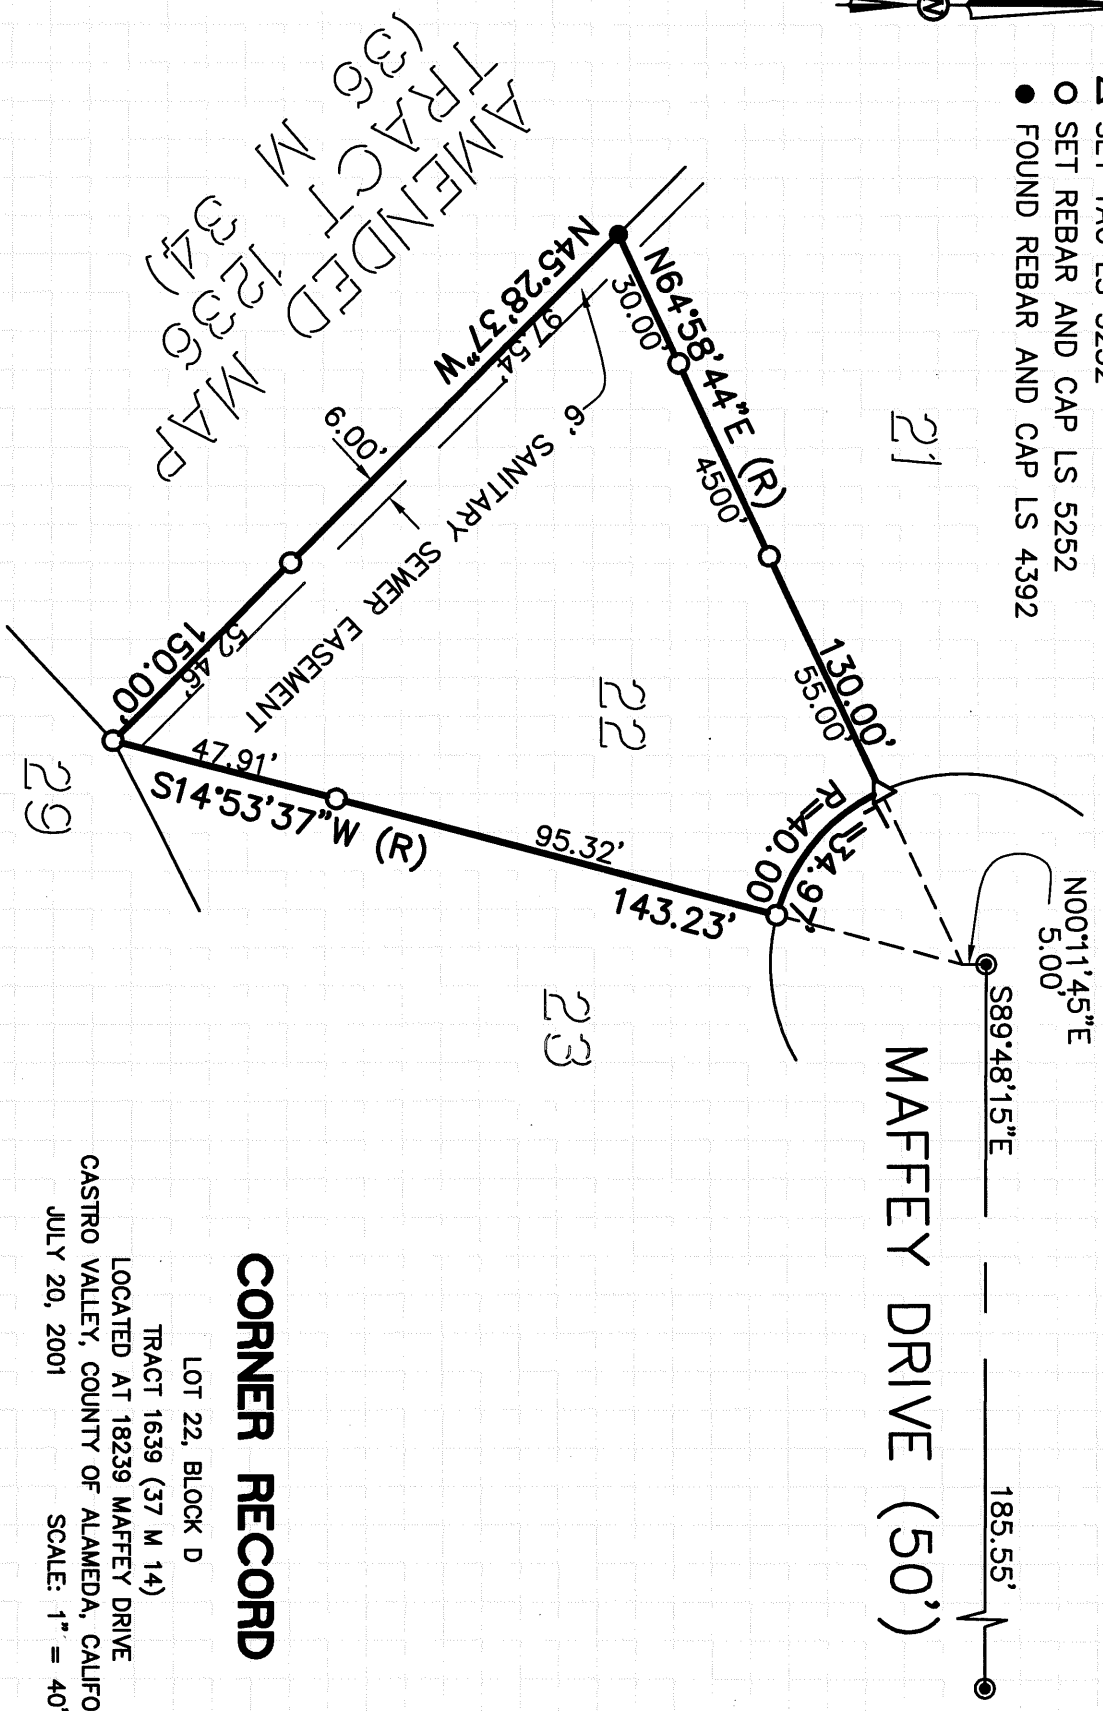 SET REBAR AND CAP LS 5252
FOUND REBAR AND CAP LS 4392
N00°11'45"E
5.00'
S89°48'15"E
185.55'
MAFFEY DRIVE (50')
21
N64°58'44"E (R)
30.00'
4500'
55.00'
130.00'
=34.97'
R=40.00'
22
N45°28'37"W
97.54'
6' SANITARY SEWER EASEMENT
6.00'
52.46'
150.00'
47.91'
S14°53'37"W (R)
95.32'
143.23'
23
29
AMENDED MAP
TRACT 1236
(36 M 34)
CORNER RECORD
LOT 22, BLOCK D
TRACT 1639 (37 M 14)
LOCATED AT 18239 MAFFEY DRIVE
CASTRO VALLEY, COUNTY OF ALAMEDA, CALIFO
JULY 20, 2001 SCALE: 1" = 40'